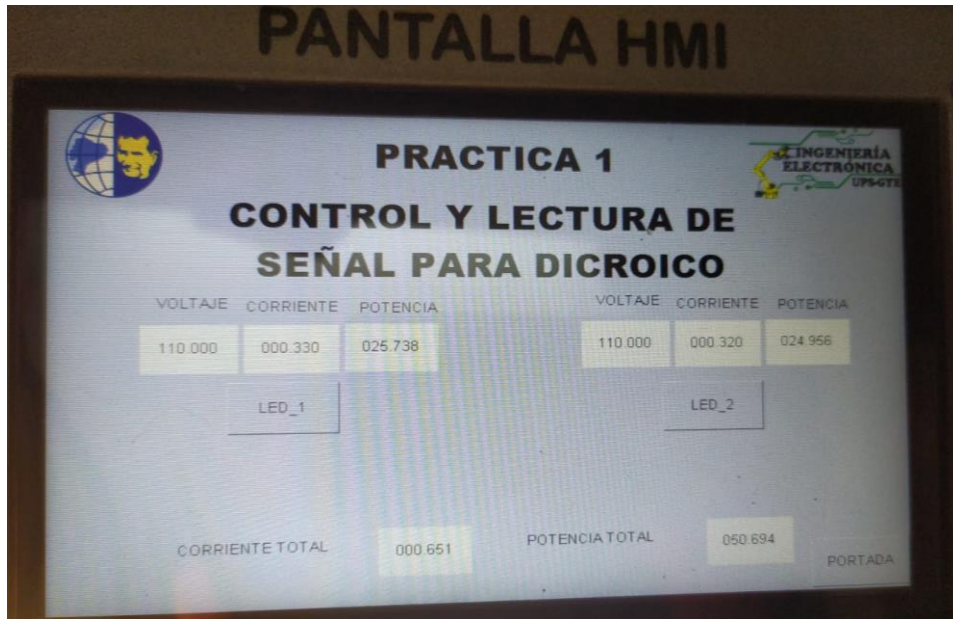 PANTALLA HMI
PRACTICA 1
INGENIERÍA
ELECTRÓNICA
UPS-GYE
CONTROL Y LECTURA DE
SEÑAL PARA DICROICO
VOLTAJE CORRIENTE POTENCIA VOLTAJE CORRIENTE POTENCIA
110.000 000.330 025.738 110.000 000.320 024.956
LED_1 LED_2
CORRIENTE TOTAL 000.651 POTENCIA TOTAL 050.694
PORTADA